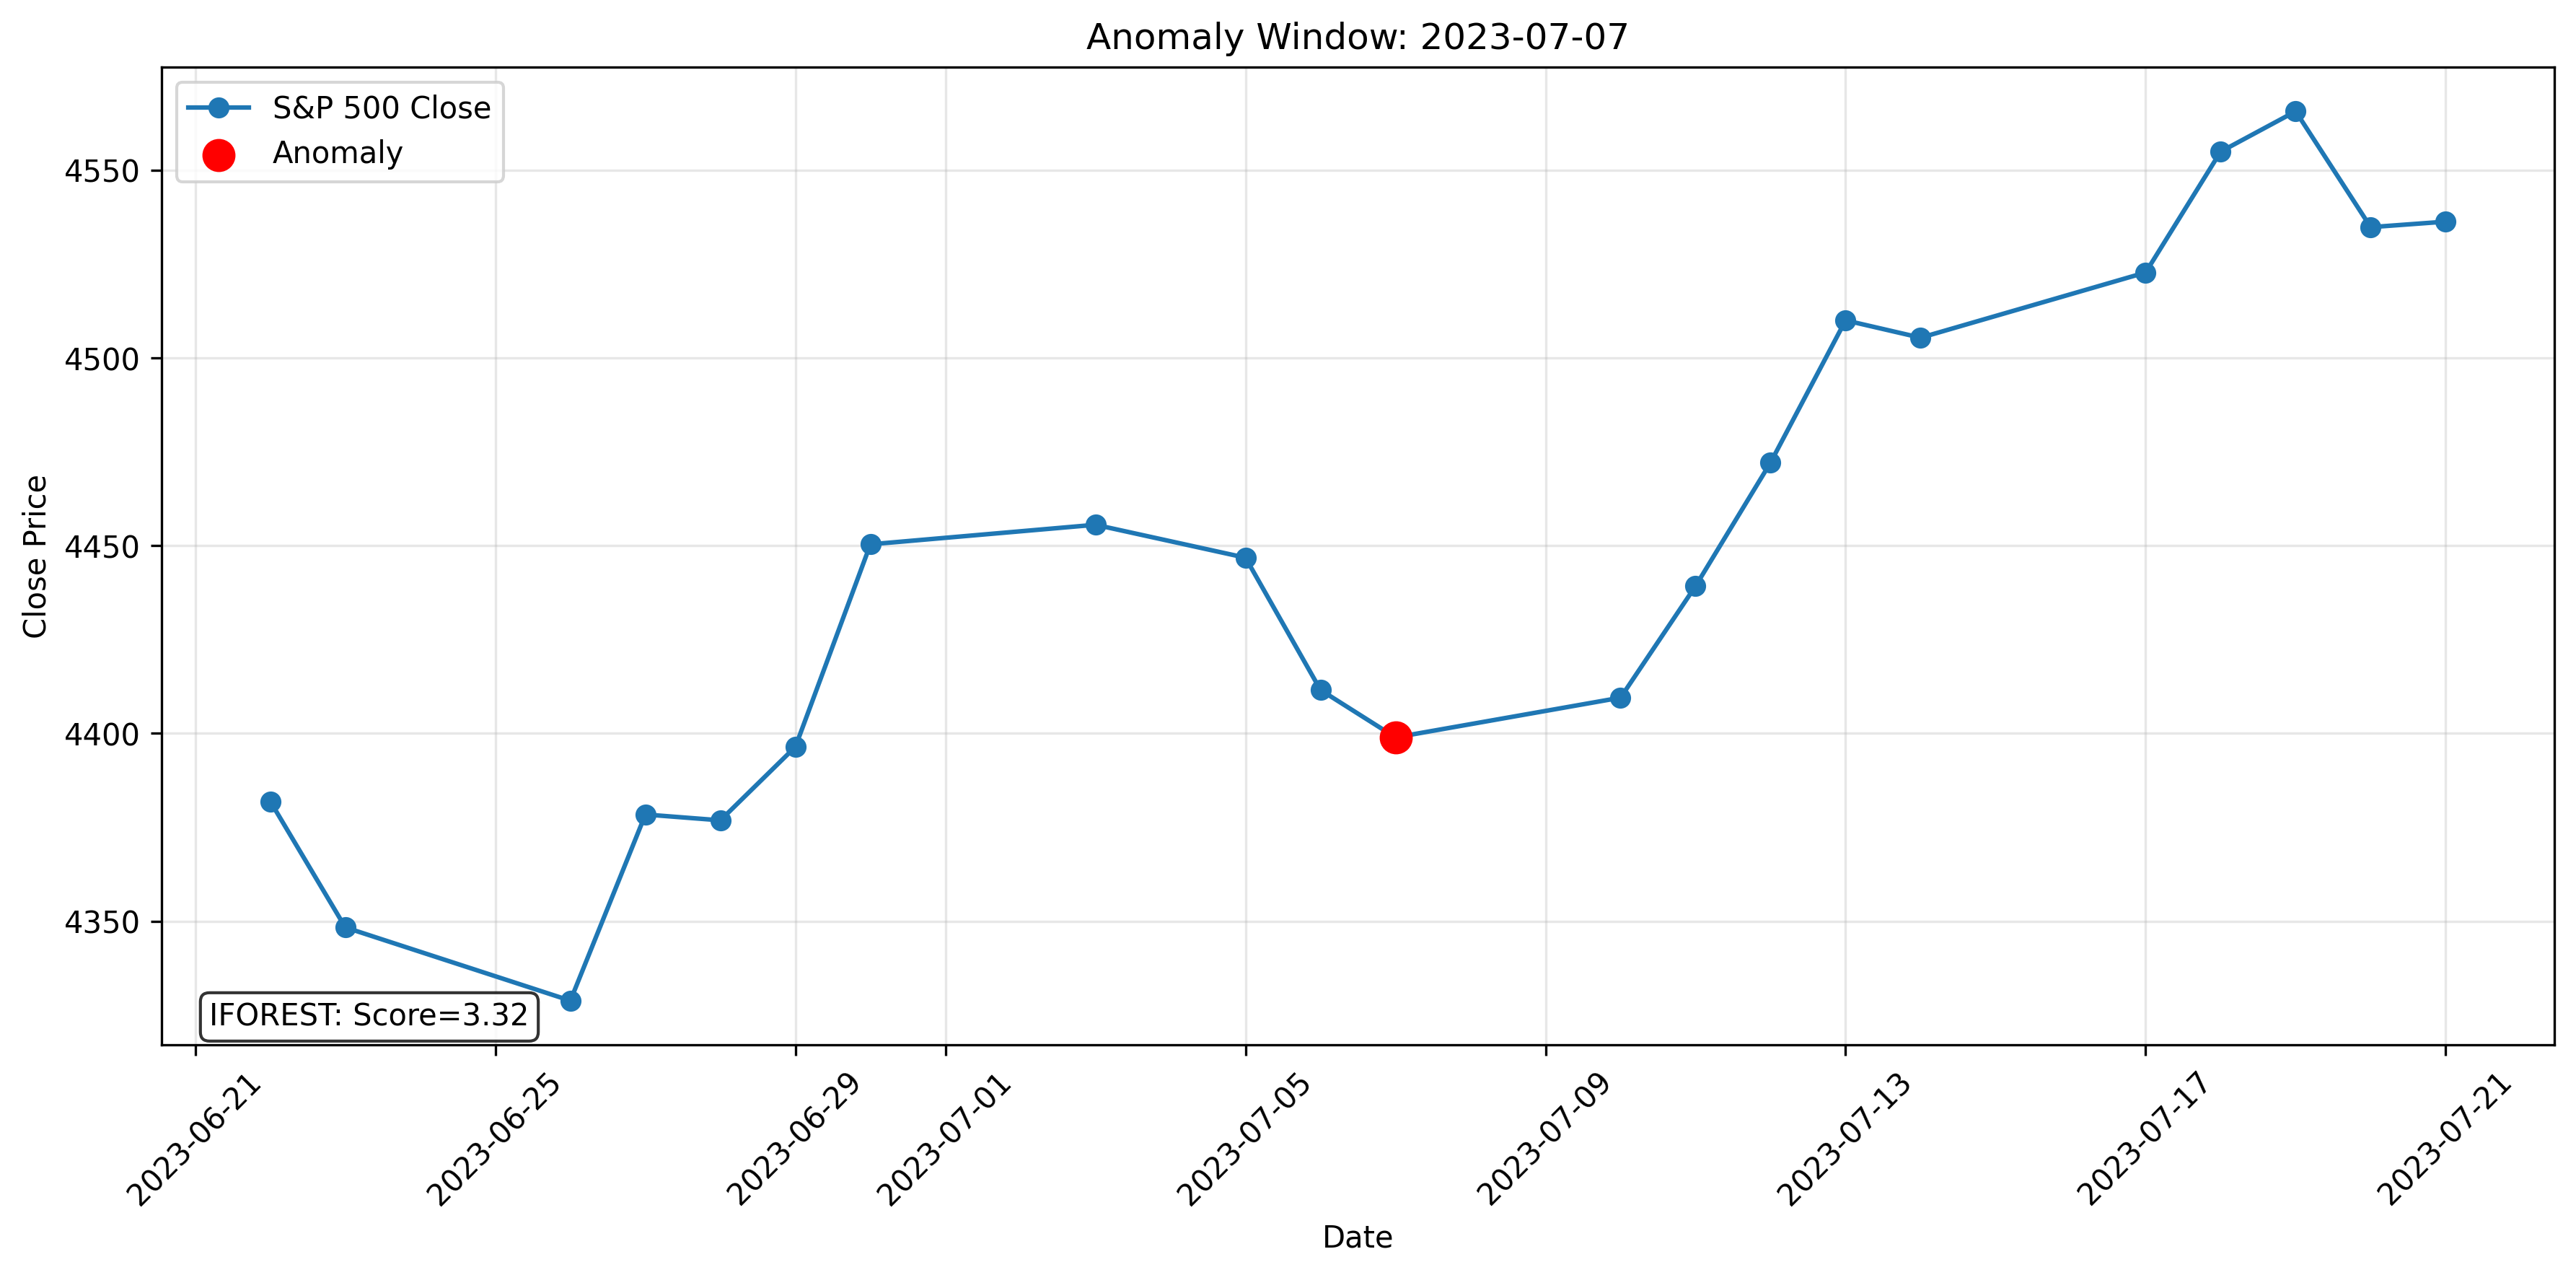 Anomaly Window: 2023-07-07
S&P 500 Close
Anomaly
4550
4500
4450
4400
4350
Close Price
IFOREST: Score=3.32
2023-06-21
2023-06-25
2023-06-29
2023-07-01
2023-07-05
2023-07-09
2023-07-13
2023-07-17
2023-07-21
Date